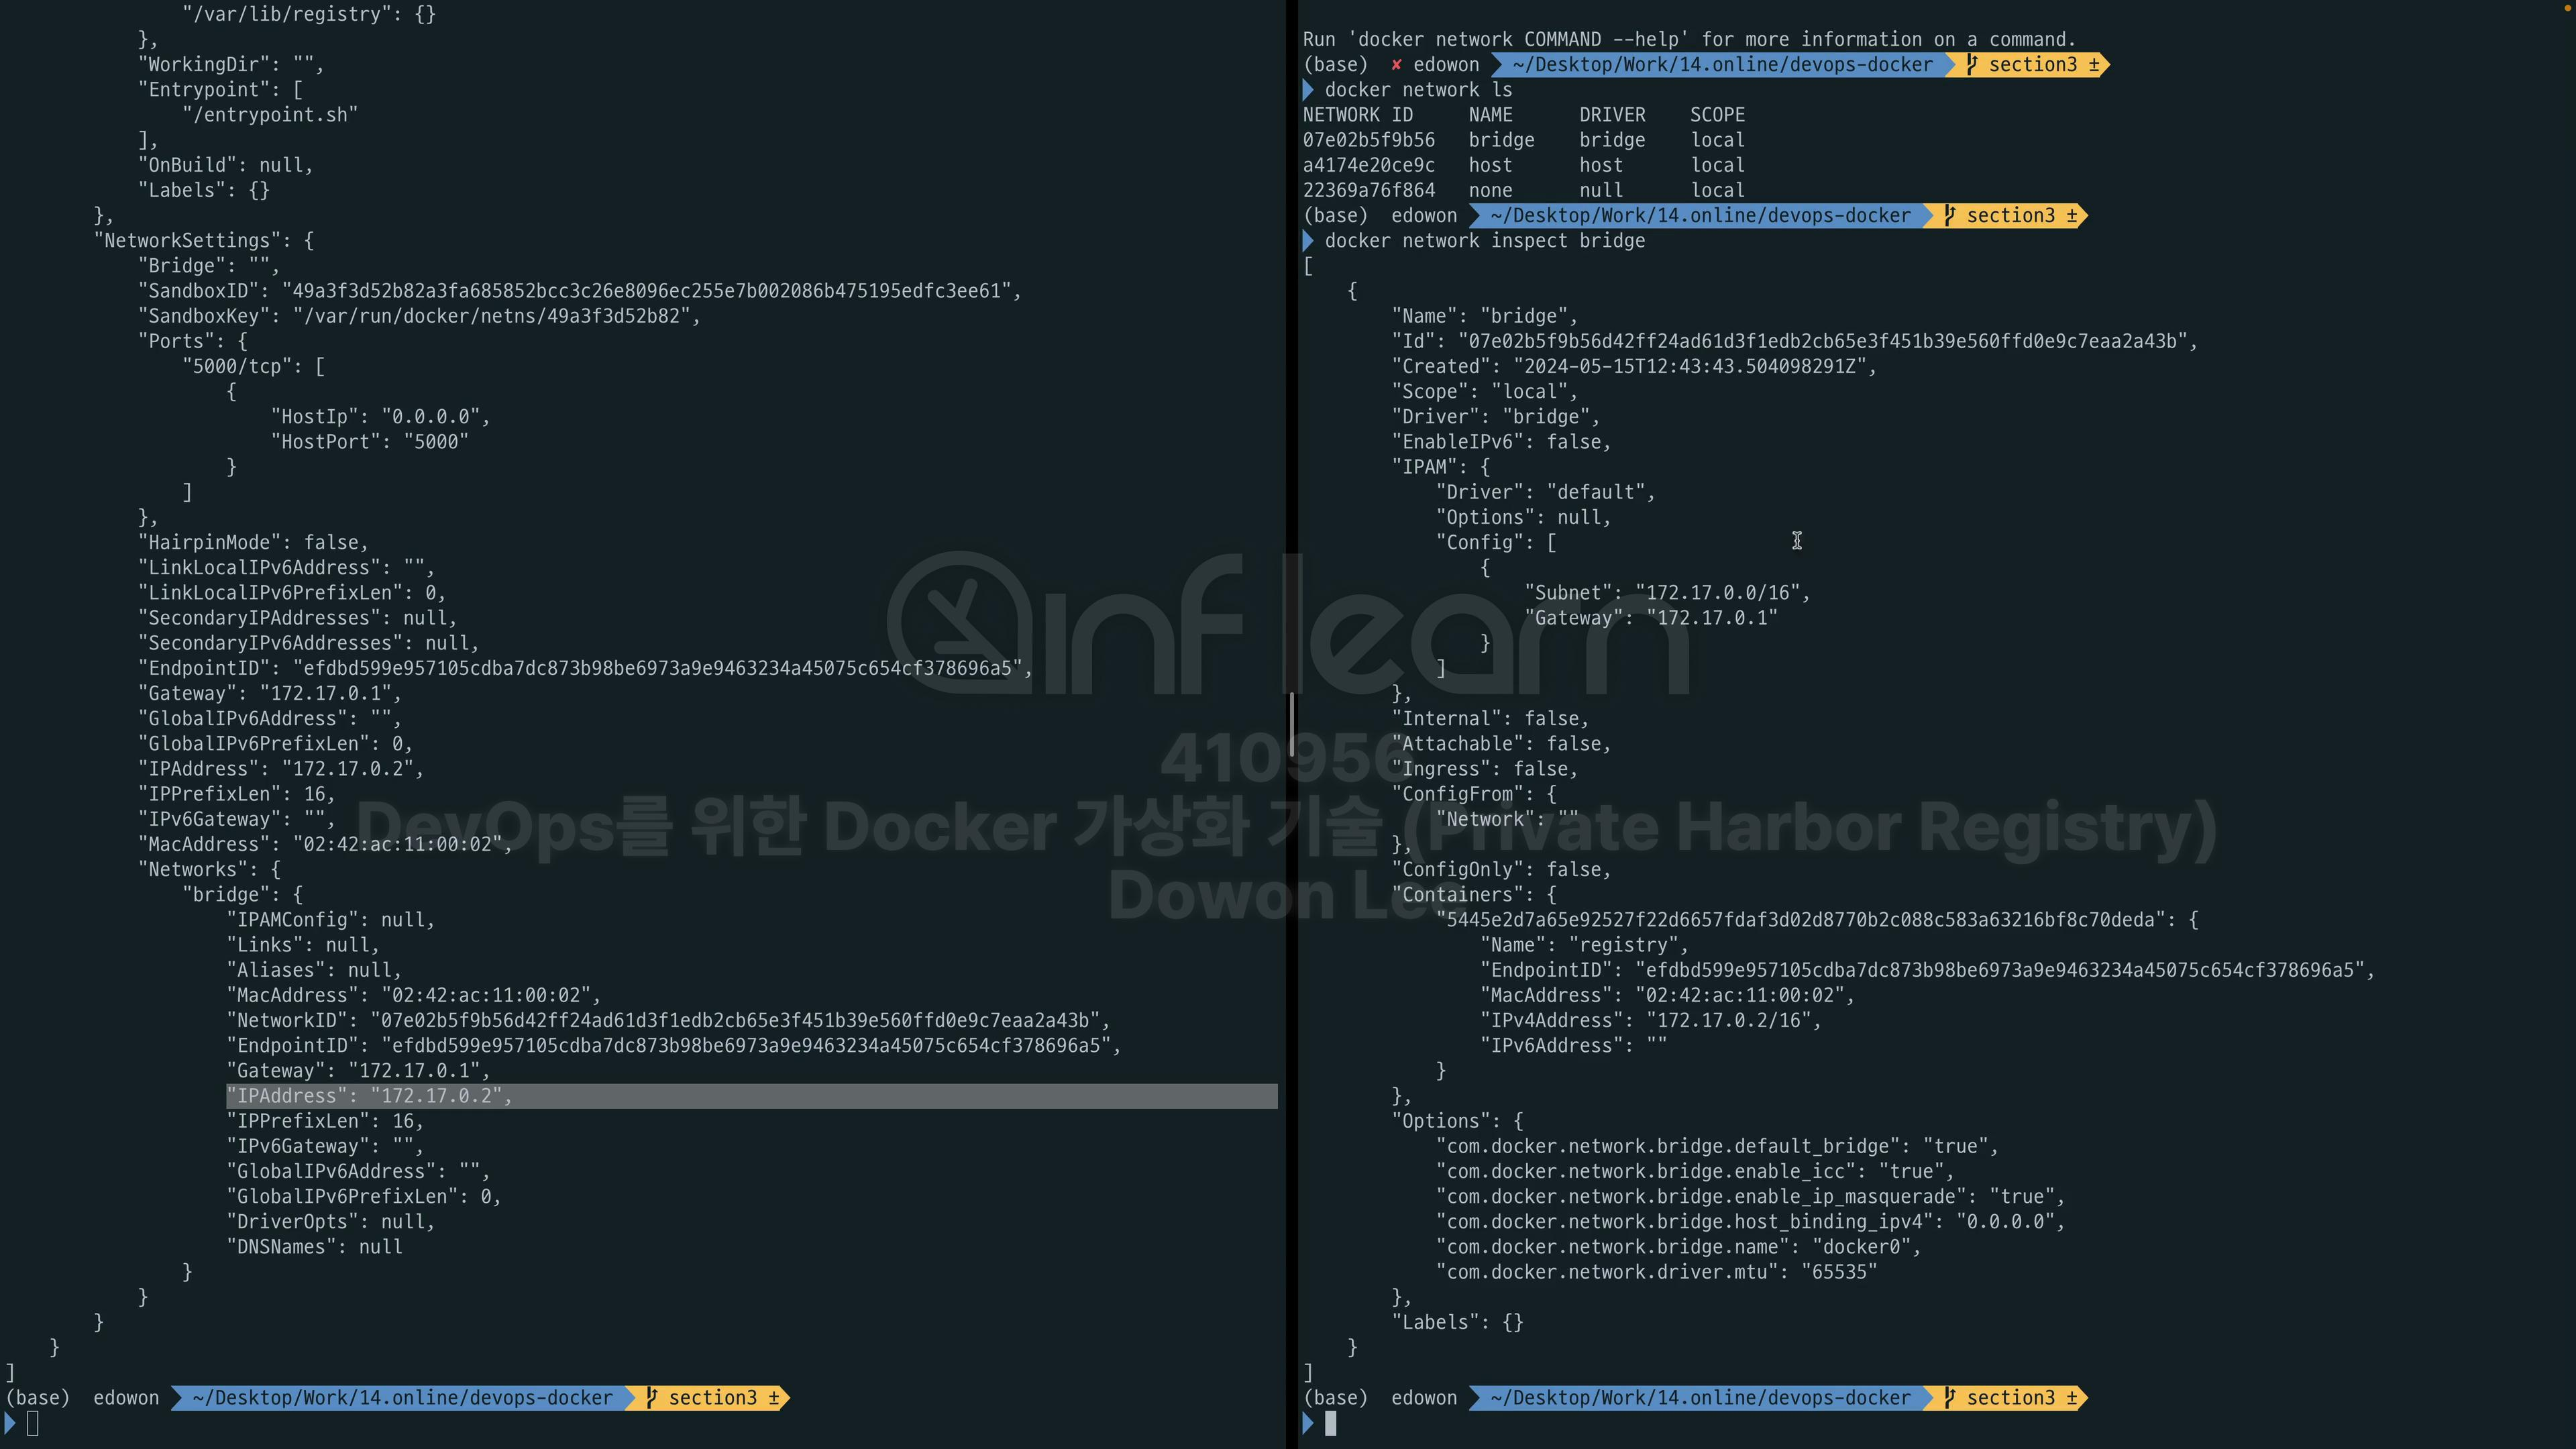 "/var/lib/registry": {}
},
"WorkingDir": "",
"Entrypoint": [
"/entrypoint.sh"
],
"OnBuild": null,
"Labels": {}
},
"NetworkSettings": {
"Bridge": "",
"SandboxID": "49a3f3d52b82a3fa685852bcc3c26e8096ec255e7b002086b475195edfc3ee61",
"SandboxKey": "/var/run/docker/netns/49a3f3d52b82",
"Ports": {
"5000/tcp": [
{
"HostIp": "0.0.0.0",
"HostPort": "5000"
}
]
},
"HairpinMode": false,
"LinkLocalIPv6Address": "",
"LinkLocalIPv6PrefixLen": 0,
"SecondaryIPAddresses": null,
"SecondaryIPv6Addresses": null,
"EndpointID": "efdbd599e957105cdba7dc873b98be6973a9e9463234a45075c654cf378696a5",
"Gateway": "172.17.0.1",
"GlobalIPv6Address": "",
"GlobalIPv6PrefixLen": 0,
"IPAddress": "172.17.0.2",
"IPPrefixLen": 16,
"IPv6Gateway": "",
"MacAddress": "02:42:ac:11:00:02",
"Networks": {
"bridge": {
"IPAMConfig": null,
"Links": null,
"Aliases": null,
"MacAddress": "02:42:ac:11:00:02",
"NetworkID": "07e02b5f9b56d42ff24ad61d3f1edb2cb65e3f451b39e560ffd0e9c7eaa2a43b",
"EndpointID": "efdbd599e957105cdba7dc873b98be6973a9e9463234a45075c654cf378696a5",
"Gateway": "172.17.0.1",
"IPAddress": "172.17.0.2",
"IPPrefixLen": 16,
"IPv6Gateway": "",
"GlobalIPv6Address": "",
"GlobalIPv6PrefixLen": 0,
"DriverOpts": null,
"DNSNames": null
}
}
}
}
]
(base) edowon ~/Desktop/Work/14.online/devops-docker section3 ±
Run 'docker network COMMAND --help' for more information on a command.
(base) ✘ edowon ~/Desktop/Work/14.online/devops-docker section3 ±
docker network ls
NETWORK ID NAME DRIVER SCOPE
07e02b5f9b56 bridge bridge local
a4174e20ce9c host host local
22369a76f864 none null local
(base) edowon ~/Desktop/Work/14.online/devops-docker section3 ±
docker network inspect bridge
[
{
"Name": "bridge",
"Id": "07e02b5f9b56d42ff24ad61d3f1edb2cb65e3f451b39e560ffd0e9c7eaa2a43b",
"Created": "2024-05-15T12:43:43.504098291Z",
"Scope": "local",
"Driver": "bridge",
"EnableIPv6": false,
"IPAM": {
"Driver": "default",
"Options": null,
"Config": [
{
"Subnet": "172.17.0.0/16",
"Gateway": "172.17.0.1"
}
]
},
"Internal": false,
"Attachable": false,
"Ingress": false,
"ConfigFrom": {
"Network": ""
},
"ConfigOnly": false,
"Containers": {
"5445e2d7a65e92527f22d6657fdaf3d02d8770b2c088c583a63216bf8c70deda": {
"Name": "registry",
"EndpointID": "efdbd599e957105cdba7dc873b98be6973a9e9463234a45075c654cf378696a5",
"MacAddress": "02:42:ac:11:00:02",
"IPv4Address": "172.17.0.2/16",
"IPv6Address": ""
}
},
"Options": {
"com.docker.network.bridge.default_bridge": "true",
"com.docker.network.bridge.enable_icc": "true",
"com.docker.network.bridge.enable_ip_masquerade": "true",
"com.docker.network.bridge.host_binding_ipv4": "0.0.0.0",
"com.docker.network.bridge.name": "docker0",
"com.docker.network.driver.mtu": "65535"
},
"Labels": {}
}
]
(base) edowon ~/Desktop/Work/14.online/devops-docker section3 ±
inflearn
410956
DevOps를 위한 Docker 가상화 기술 (Private Harbor Registry)
Dowon Lee